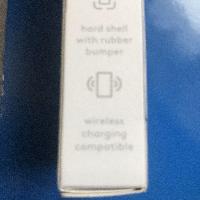 hard shell
with rubber
bumper
wireless
charging
compatible